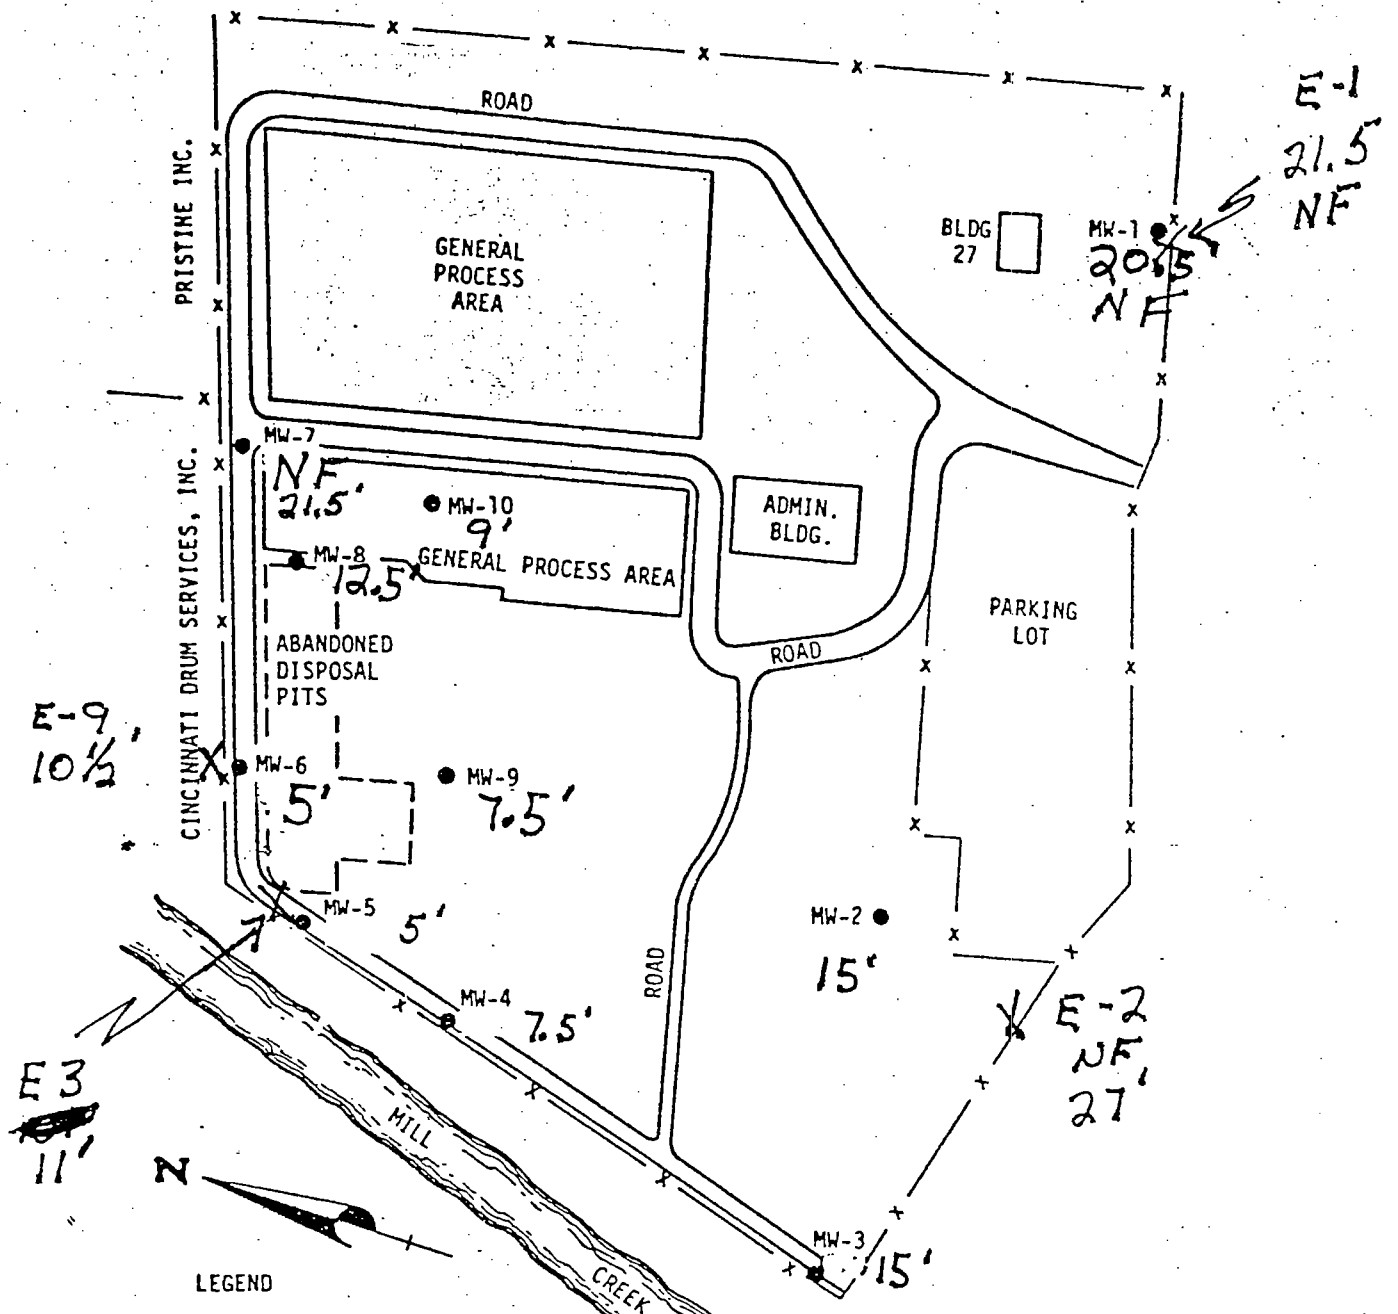 ROAD
E-1
21.5
NF
PRISTINE INC.
GENERAL
PROCESS
AREA
BLDG
27
MW-1
20.5
NF
MW-7
NF
21.5'
MW-10
9'
MW-8
12.5'
GENERAL PROCESS AREA
ADMIN.
BLDG.
CINCINNATI DRUM SERVICES, INC.
ABANDONED
DISPOSAL
PITS
ROAD
PARKING
LOT
E-9
10 1/2'
MW-6
5'
MW-9
7.5'
MW-5
5'
MW-2
15'
ROAD
MW-4
7.5'
E-2
NF
27'
E 3
11'
MILL
N
MW-3
15'
CREEK
LEGEND